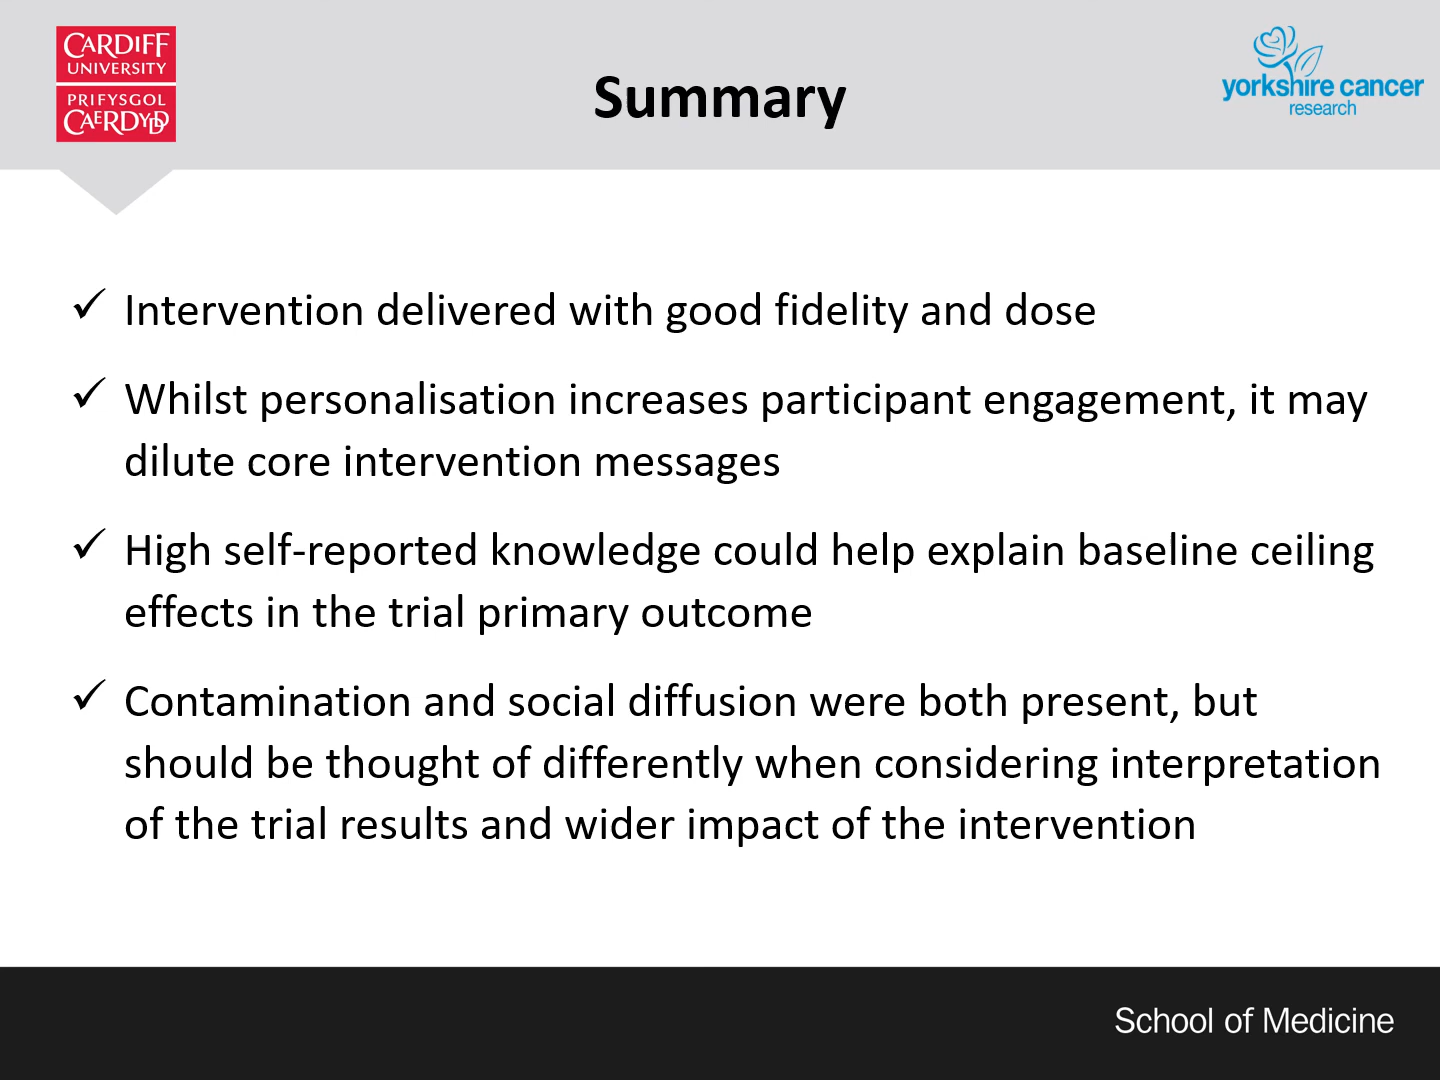 CARDIFF
UNIVERSITY
PRIFYSGOL
CAERDYDD
Summary
yorkshire cancer
research
✓ Intervention delivered with good fidelity and dose
✓ Whilst personalisation increases participant engagement, it may
dilute core intervention messages
✓ High self-reported knowledge could help explain baseline ceiling
effects in the trial primary outcome
✓ Contamination and social diffusion were both present, but
should be thought of differently when considering interpretation
of the trial results and wider impact of the intervention
School of Medicine